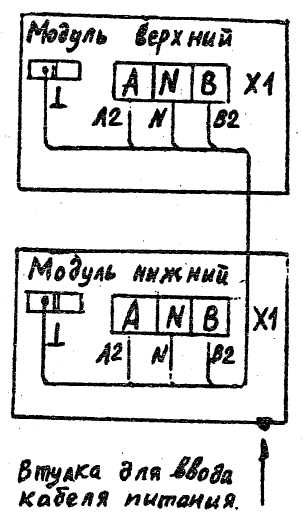 Модуль верхний
A N B X1
⊥ A2 N B2
Модуль нижний
A N B X1
⊥ A2 N B2
Втулка для ввода
кабеля питания.